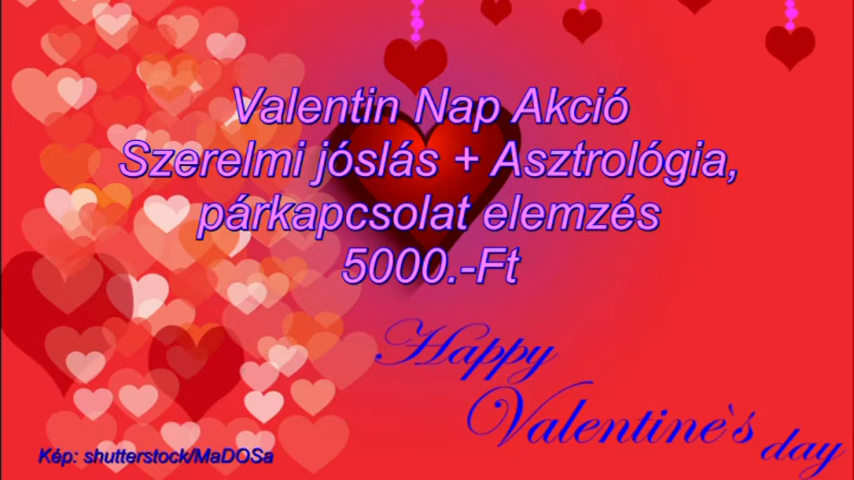 Valentin Nap Akció
Szerelmi jóslás + Asztrológia,
párkapcsolat elemzés
5000.-Ft
Happy
Valentine`s day
Kép: shutterstock/MaDOSa